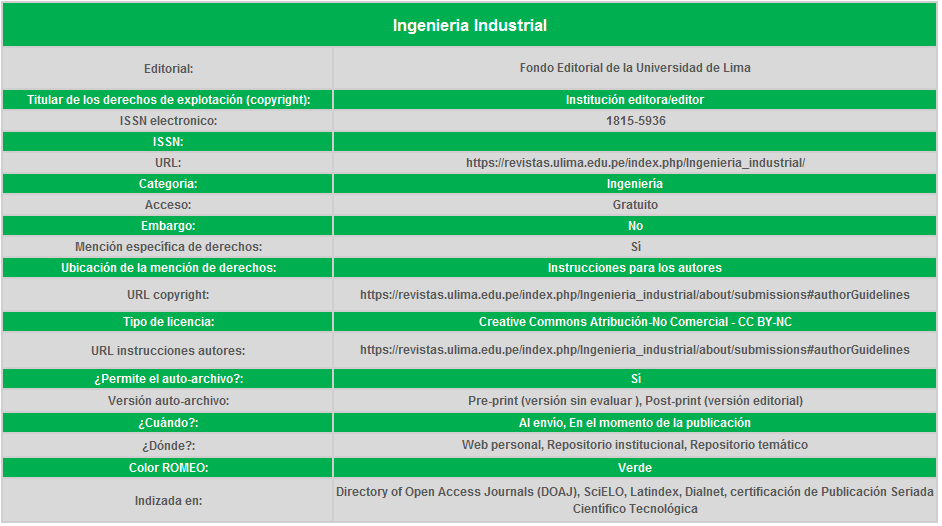 Ingenieria Industrial
Editorial: Fondo Editorial de la Universidad de Lima
Titular de los derechos de explotación (copyright): Institución editora/editor
ISSN electronico: 1815-5936
ISSN:
URL: https://revistas.ulima.edu.pe/index.php/Ingenieria_industrial/
Categoria: Ingeniería
Acceso: Gratuito
Embargo: No
Mención específica de derechos: Sí
Ubicación de la mención de derechos: Instrucciones para los autores
URL copyright: https://revistas.ulima.edu.pe/index.php/Ingenieria_industrial/about/submissions#authorGuidelines
Tipo de licencia: Creative Commons Atribución-No Comercial - CC BY-NC
URL instrucciones autores: https://revistas.ulima.edu.pe/index.php/Ingenieria_industrial/about/submissions#authorGuidelines
¿Permite el auto-archivo?: Sí
Versión auto-archivo: Pre-print (versión sin evaluar ), Post-print (versión editorial)
¿Cuándo?: Al envío, En el momento de la publicación
¿Dónde?: Web personal, Repositorio institucional, Repositorio temático
Color ROMEO: Verde
Indizada en: Directory of Open Access Journals (DOAJ), SciELO, Latindex, Dialnet, certificación de Publicación Seriada
Científico Tecnológica